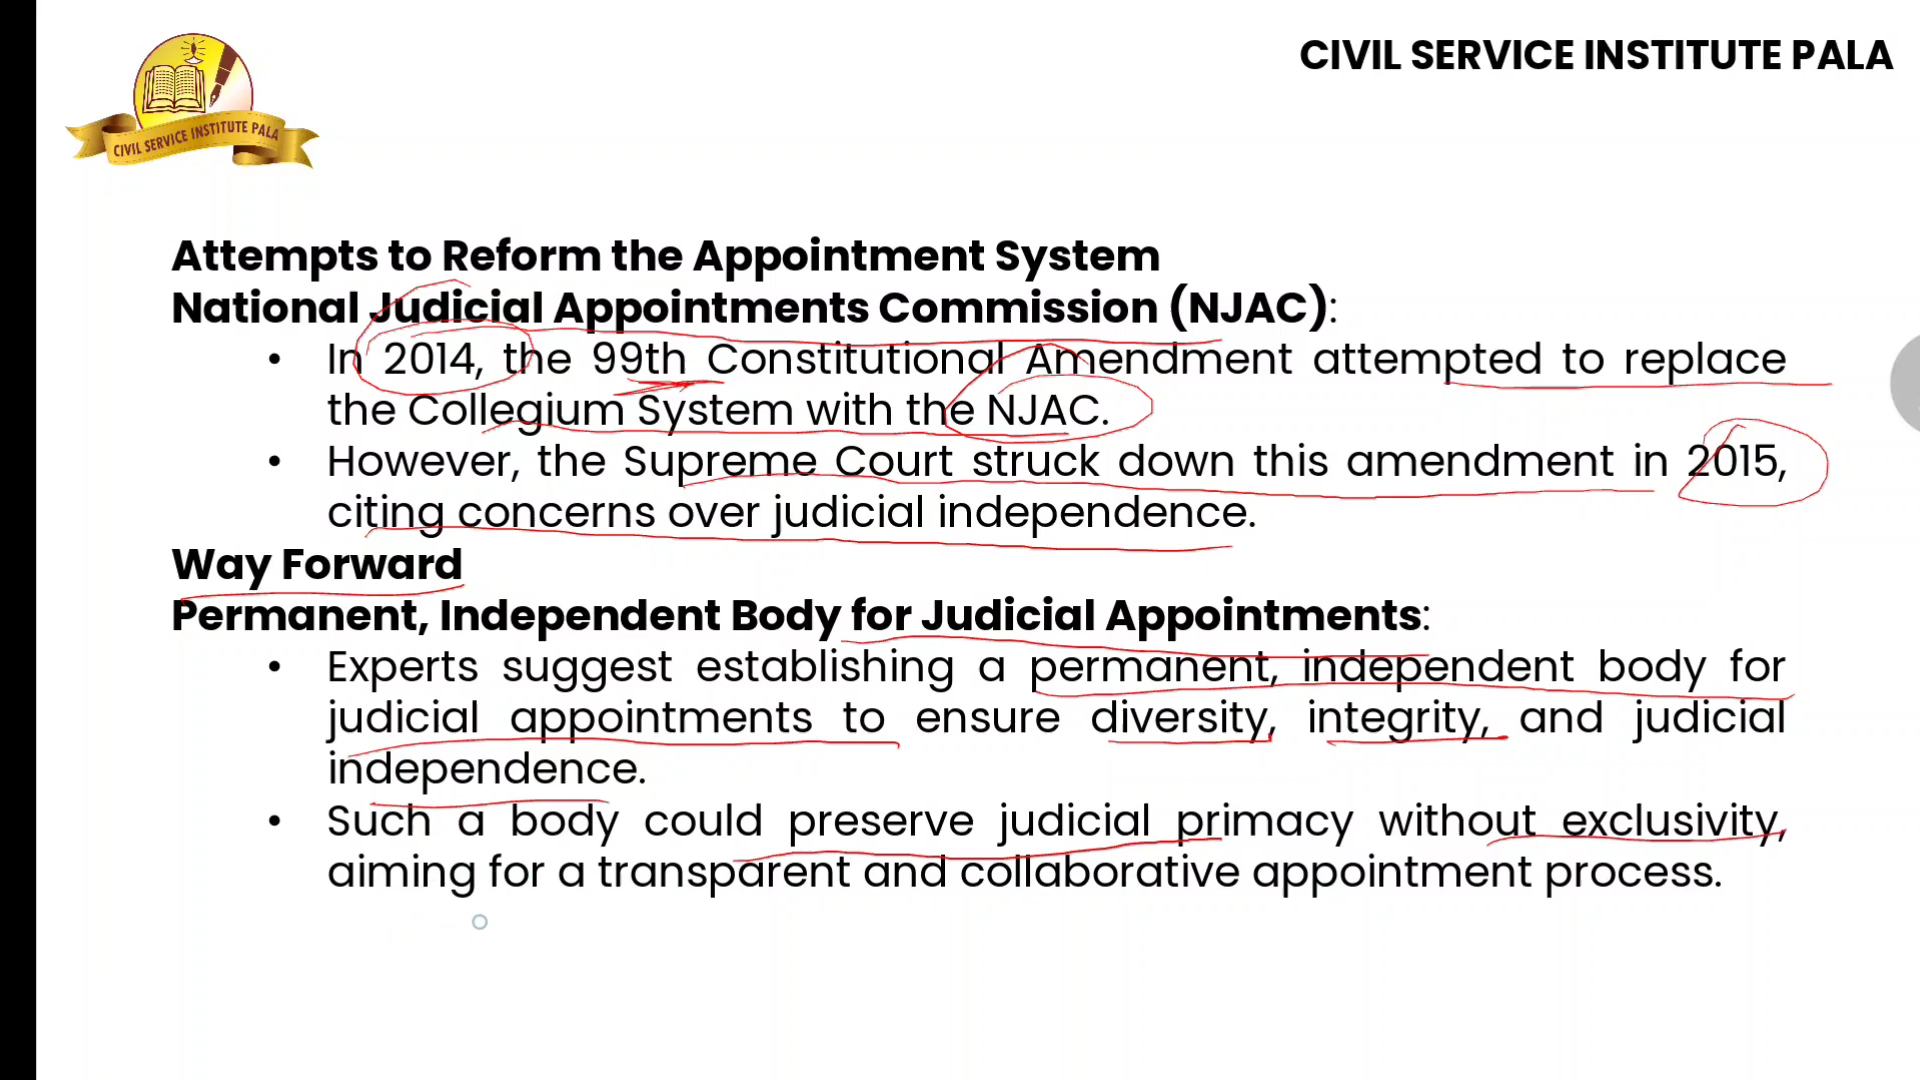 CIVIL SERVICE INSTITUTE PALA
CIVIL SERVICE INSTITUTE PALA
Attempts to Reform the Appointment System
National Judicial Appointments Commission (NJAC):
• In 2014, the 99th Constitutional Amendment attempted to replace
the Collegium System with the NJAC.
• However, the Supreme Court struck down this amendment in 2015,
citing concerns over judicial independence.
Way Forward
Permanent, Independent Body for Judicial Appointments:
• Experts suggest establishing a permanent, independent body for
judicial appointments to ensure diversity, integrity, and judicial
independence.
• Such a body could preserve judicial primacy without exclusivity,
aiming for a transparent and collaborative appointment process.